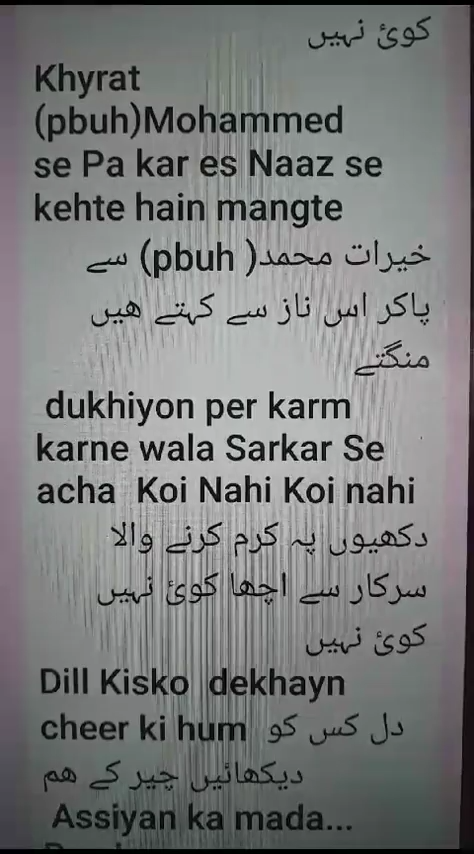 کوئ نہیں
Khyrat
(pbuh)Mohammed
se Pa kar es Naaz se
kehte hain mangte
خیرات محمد( pbuh) سے
پاکر اس ناز سے کہتے ھیں
منگتے
dukhiyon per karm
karne wala Sarkar Se
acha Koi Nahi Koi nahi
دکھیوں پہ کرم کرنے والا
سرکار سے اچھا کوئ نہیں
کوئ نہیں
Dill Kisko dekhayn
cheer ki hum دل کس کو
دیکھائیں چیر کے ھم
Assiyan ka mada...